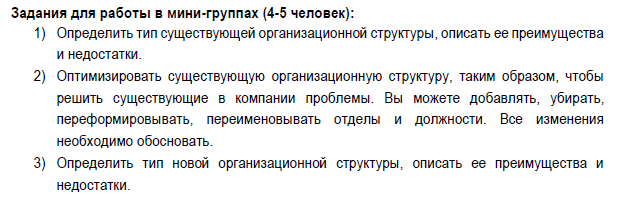 Задания для работы в мини-группах (4-5 человек):
1) Определить тип существующей организационной структуры, описать ее преимущества
и недостатки.
2) Оптимизировать существующую организационную структуру, таким образом, чтобы
решить существующие в компании проблемы. Вы можете добавлять, убирать,
переформировывать, переименовывать отделы и должности. Все изменения
необходимо обосновать.
3) Определить тип новой организационной структуры, описать ее преимущества и
недостатки.